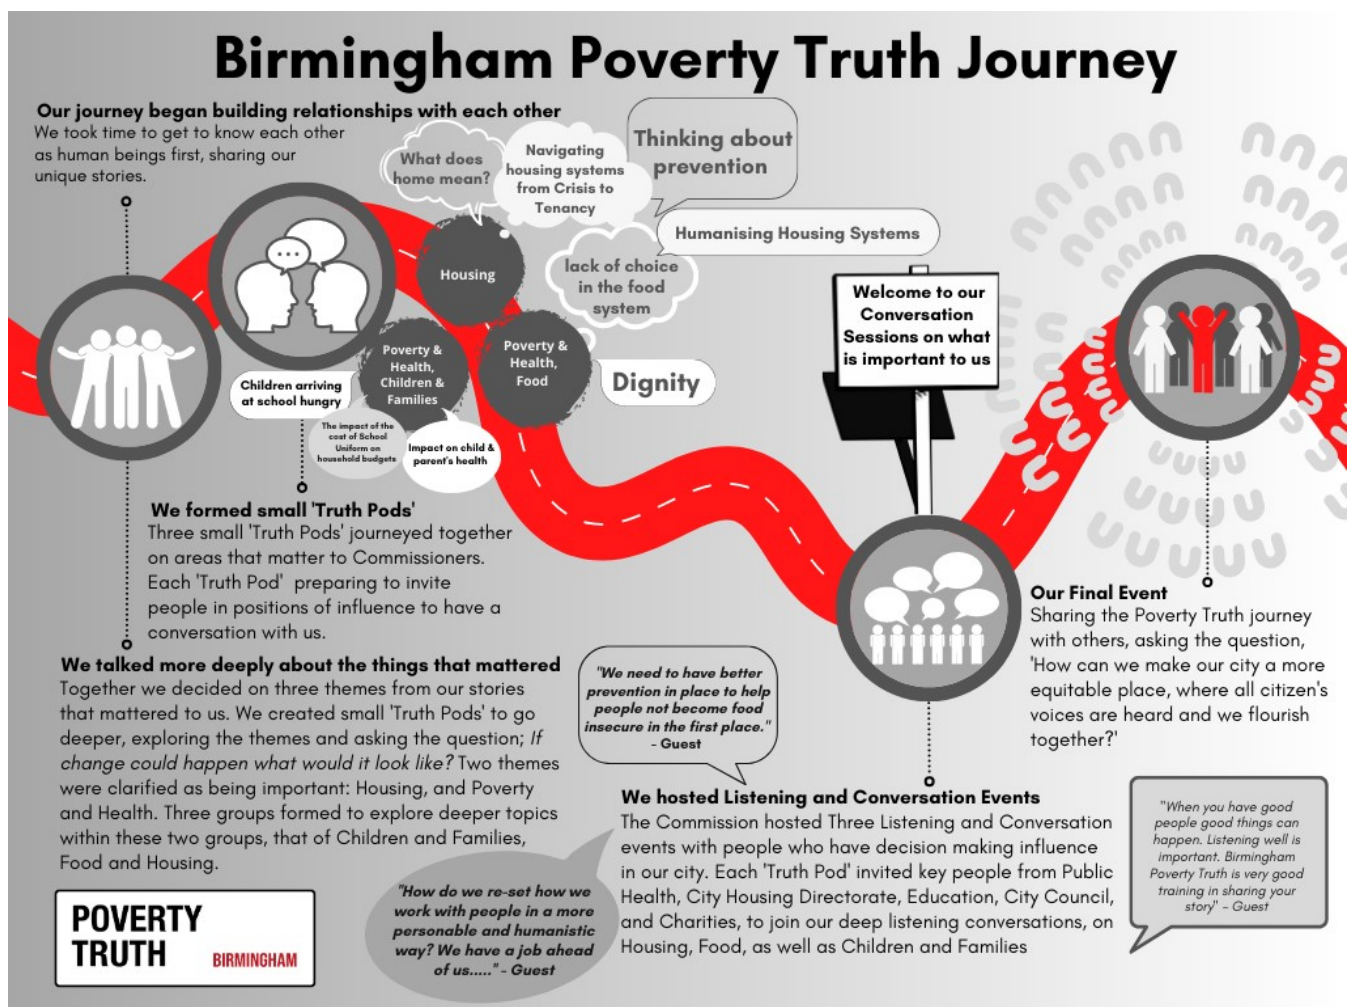 Birmingham Poverty Truth Journey
Our journey began building relationships with each other
We took time to get to know each other
as human beings first, sharing our
unique stories.
What does
home mean?
Navigating
housing systems
from Crisis to
Tenancy
Thinking about
prevention
Humanising Housing Systems
Housing
lack of choice
in the food
system
Poverty &
Health,
Food
Dignity
Poverty &
Health,
Children &
Families
Children arriving
at school hungry
The impact of the
cost of School
Uniform on
household budgets
Impact on child &
parent's health
Welcome to our
Conversation
Sessions on what
is important to us
We formed small 'Truth Pods'
Three small 'Truth Pods' journeyed together
on areas that matter to Commissioners.
Each 'Truth Pod' preparing to invite
people in positions of influence to have a
conversation with us.
We talked more deeply about the things that mattered
Together we decided on three themes from our stories
that mattered to us. We created small 'Truth Pods' to go
deeper, exploring the themes and asking the question; If
change could happen what would it look like? Two themes
were clarified as being important: Housing, and Poverty
and Health. Three groups formed to explore deeper topics
within these two groups, that of Children and Families,
Food and Housing.
"We need to have better
prevention in place to help
people not become food
insecure in the first place."
- Guest
We hosted Listening and Conversation Events
The Commission hosted Three Listening and Conversation
events with people who have decision making influence
in our city. Each 'Truth Pod' invited key people from Public
Health, City Housing Directorate, Education, City Council,
and Charities, to join our deep listening conversations, on
Housing, Food, as well as Children and Families
Our Final Event
Sharing the Poverty Truth journey
with others, asking the question,
'How can we make our city a more
equitable place, where all citizen's
voices are heard and we flourish
together?'
"When you have good
people good things can
happen. Listening well is
important. Birmingham
Poverty Truth is very good
training in sharing your
story" - Guest
"How do we re-set how we
work with people in a more
personable and humanistic
way? We have a job ahead
of us....." - Guest
POVERTY
TRUTH
BIRMINGHAM